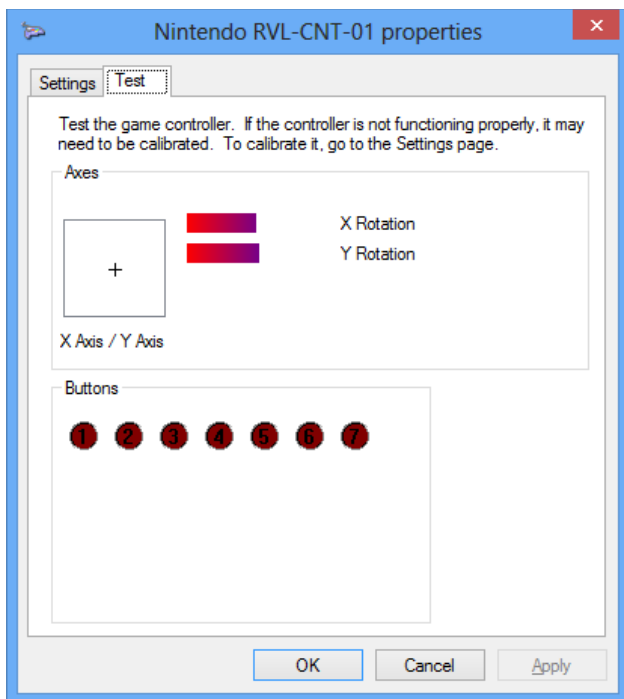 Nintendo RVL-CNT-01 properties
Settings Test
Test the game controller. If the controller is not functioning properly, it may
need to be calibrated. To calibrate it, go to the Settings page.
Axes
X Rotation
Y Rotation
X Axis / Y Axis
Buttons
1 2 3 4 5 6 7
OK Cancel Apply